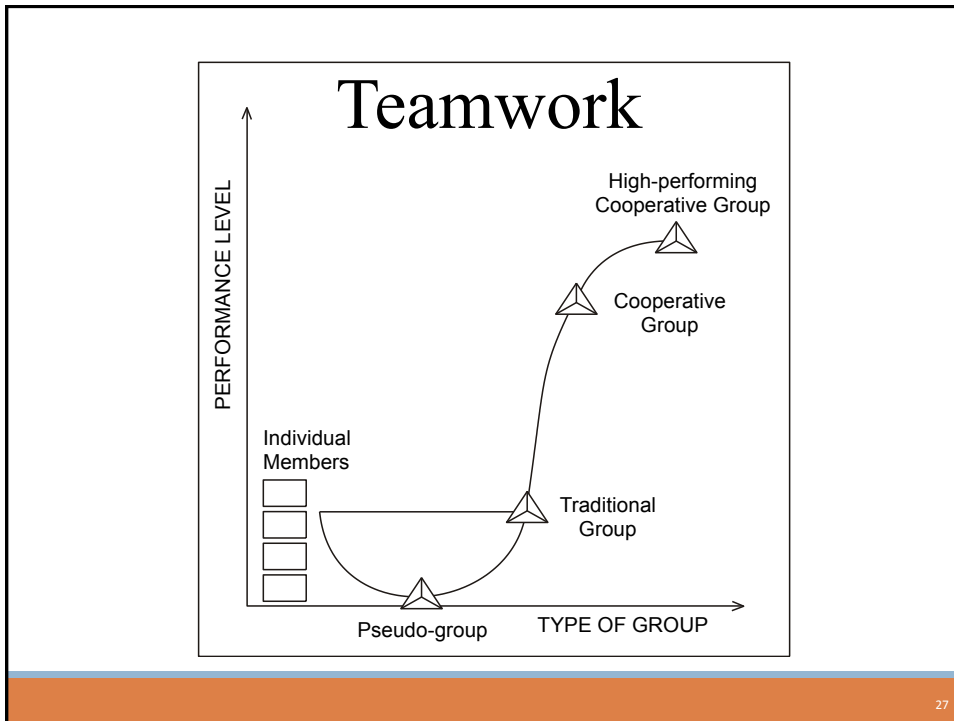 Teamwork
PERFORMANCE LEVEL
High-performing
Cooperative Group
Cooperative
Group
Individual
Members
Traditional
Group
Pseudo-group
TYPE OF GROUP
27